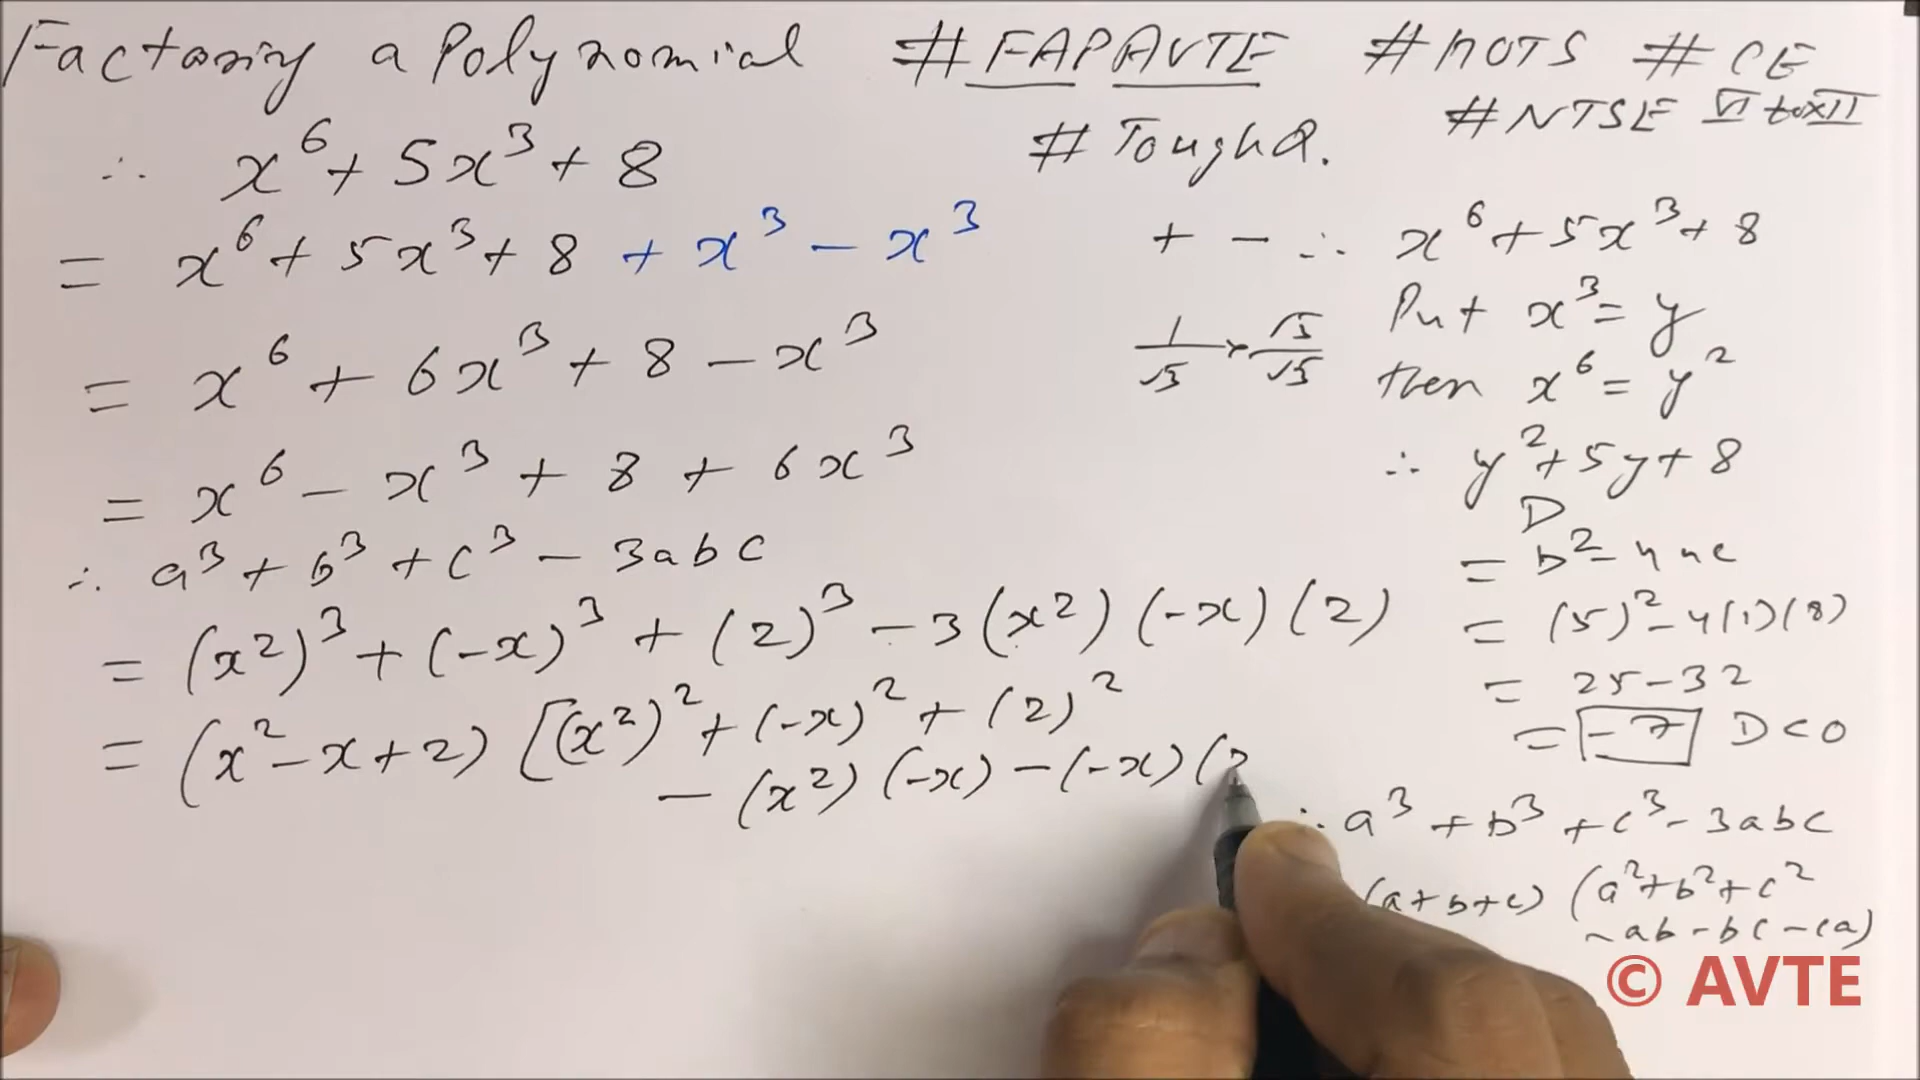 Factoring a Polynomial #FAPAVTE #HOTS #CE
#NTSE VI to XII
#Tough Q.
∴ x⁶ + 5x³ + 8
= x⁶ + 5x³ + 8 + x³ − x³
= x⁶ + 6x³ + 8 − x³
= x⁶ − x³ + 8 + 6x³
∴ a³ + b³ + c³ − 3abc
= (x²)³ + (−x)³ + (2)³ − 3(x²)(−x)(2)
= (x² − x + 2) [(x²)² + (−x)² + (2)²
− (x²)(−x) − (−x)(2
+ − ∴ x⁶ + 5x³ + 8
1/√3 × √3/√3
Put x³ = y
then x⁶ = y²
∴ y² + 5y + 8
D
= b² − 4ac
= (5)² − 4(1)(8)
= 25 − 32
= −7 D < 0
∴ a³ + b³ + c³ − 3abc
(a + b + c) (a² + b² + c²
− ab − bc − ca)
© AVTE